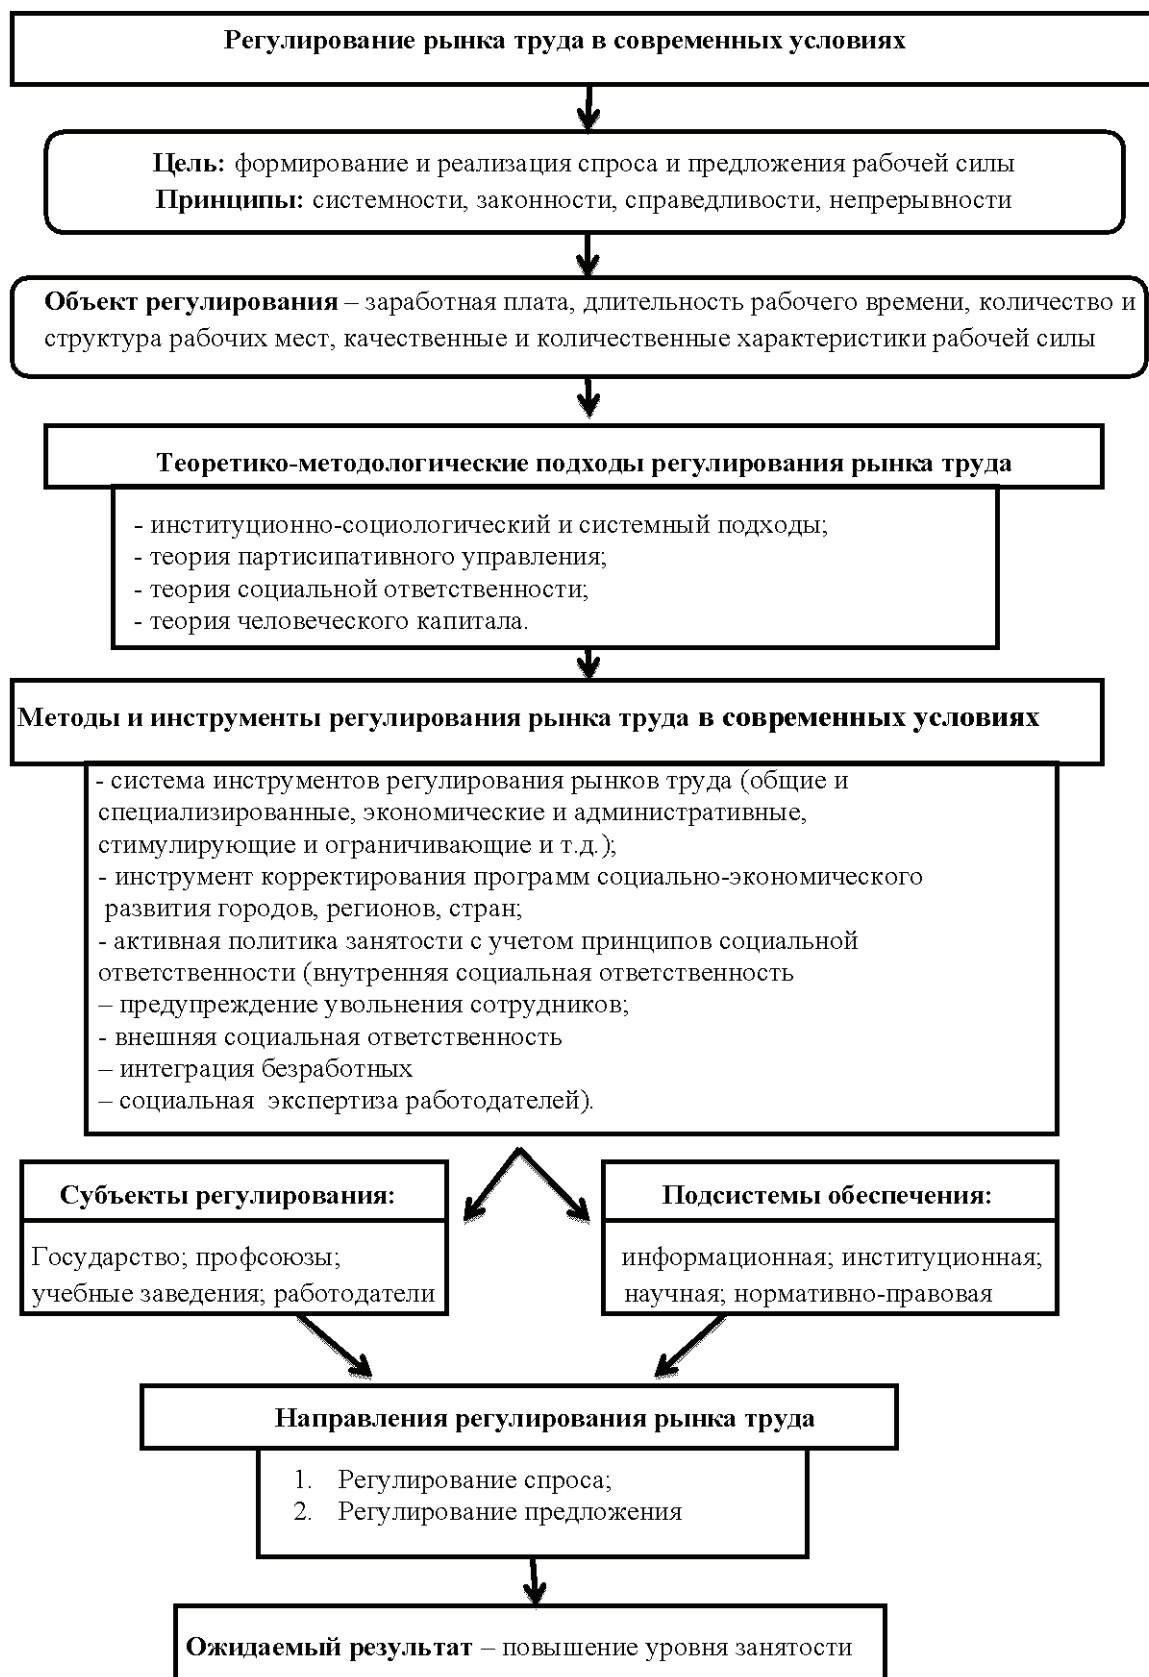 Регулирование рынка труда в современных условиях
Цель: формирование и реализация спроса и предложения рабочей силы
Принципы: системности, законности, справедливости, непрерывности
Объект регулирования – заработная плата, длительность рабочего времени, количество и
структура рабочих мест, качественные и количественные характеристики рабочей силы
Теоретико-методологические подходы регулирования рынка труда
- институционно-социологический и системный подходы;
- теория партисипативного управления;
- теория социальной ответственности;
- теория человеческого капитала.
Методы и инструменты регулирования рынка труда в современных условиях
- система инструментов регулирования рынков труда (общие и
специализированные, экономические и административные,
стимулирующие и ограничивающие и т.д.);
- инструмент корректирования программ социально-экономического
развития городов, регионов, стран;
- активная политика занятости с учетом принципов социальной
ответственности (внутренняя социальная ответственность
– предупреждение увольнения сотрудников;
- внешняя социальная ответственность
– интеграция безработных
– социальная экспертиза работодателей).
Субъекты регулирования:
Государство; профсоюзы;
учебные заведения; работодатели
Подсистемы обеспечения:
информационная; институционная;
научная; нормативно-правовая
Направления регулирования рынка труда
1. Регулирование спроса;
2. Регулирование предложения
Ожидаемый результат – повышение уровня занятости